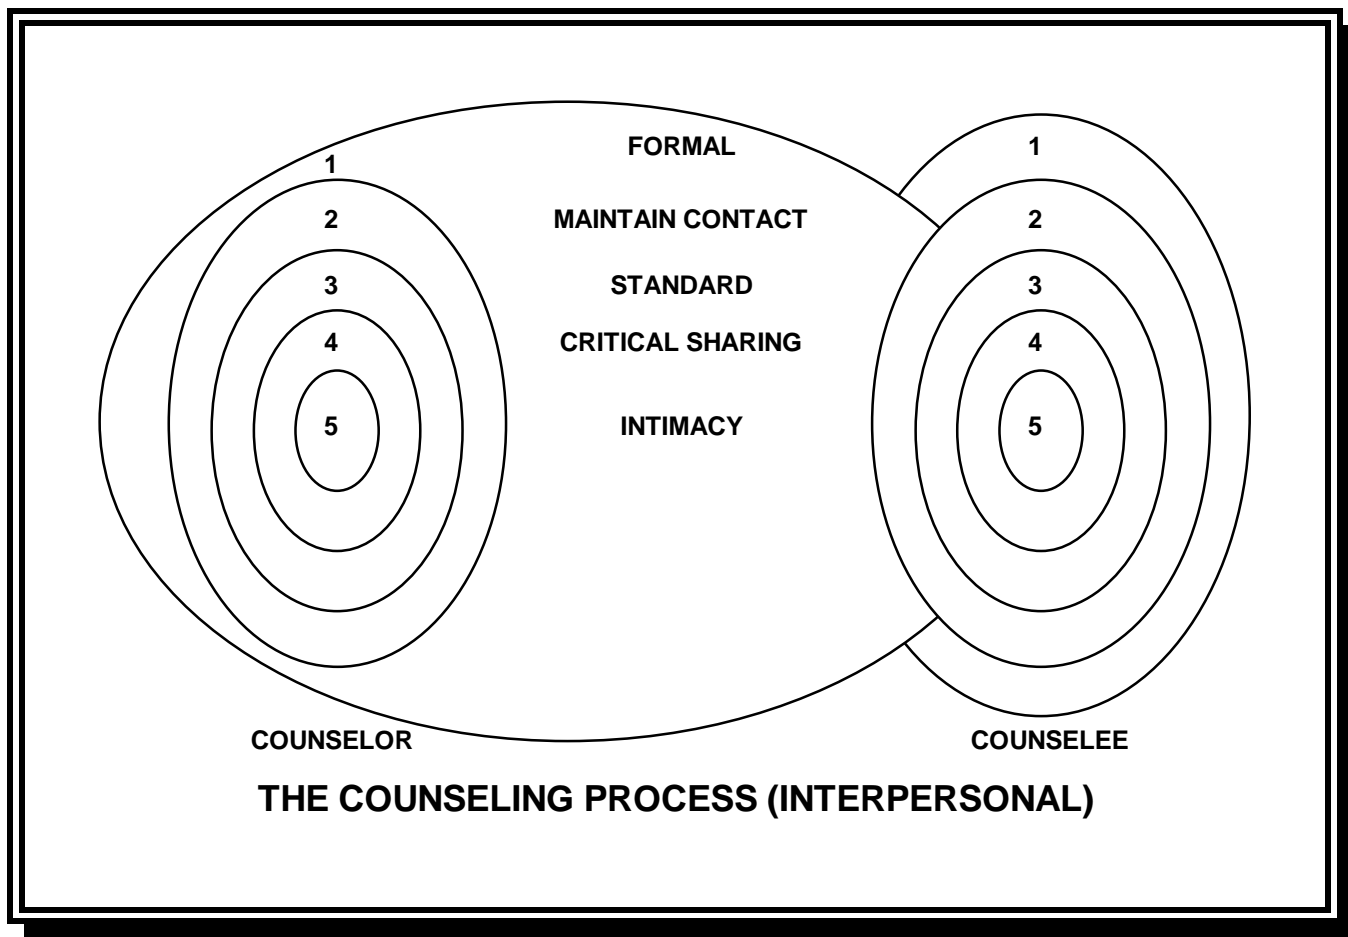 1 FORMAL 1
2 MAINTAIN CONTACT 2
3 STANDARD 3
4 CRITICAL SHARING 4
5 INTIMACY 5
COUNSELOR COUNSELEE
THE COUNSELING PROCESS (INTERPERSONAL)